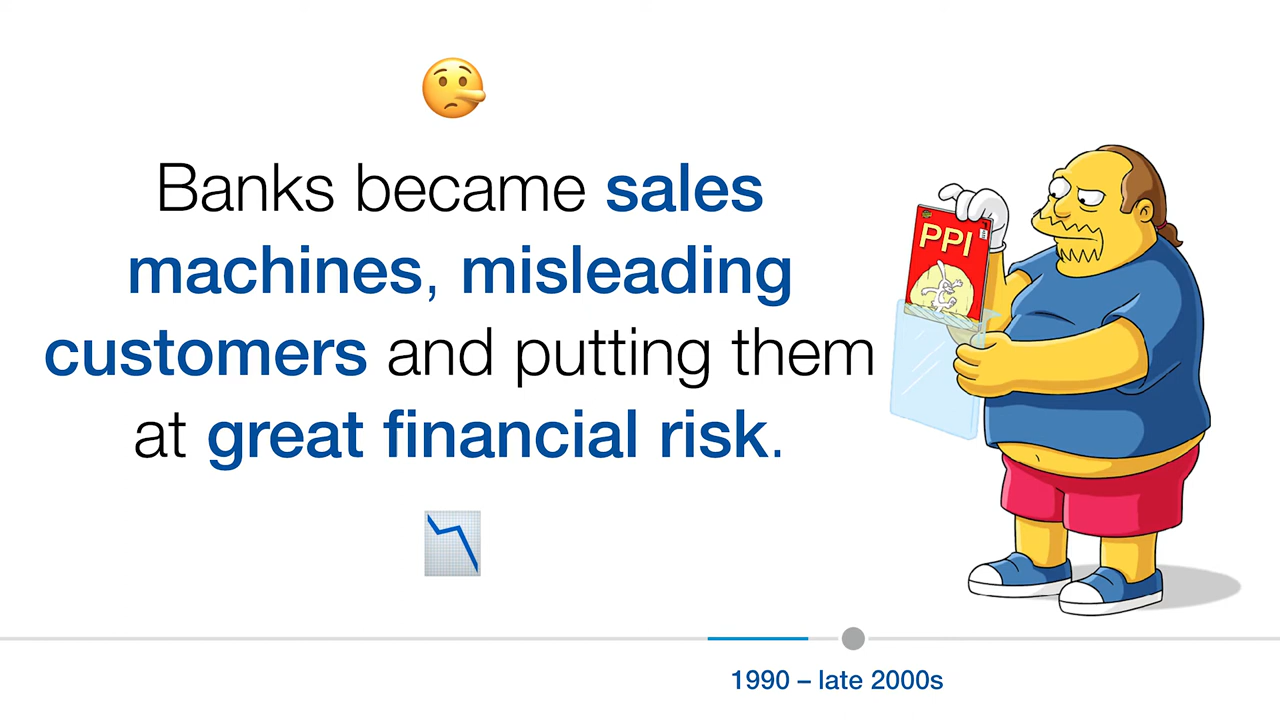 Banks became sales
machines, misleading
customers and putting them
at great financial risk.
PPI
1990 – late 2000s